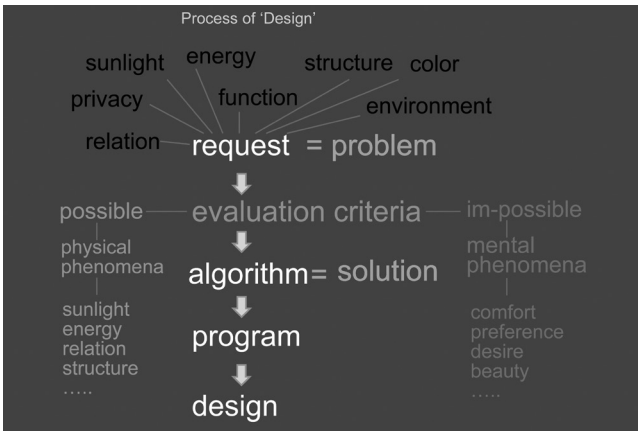 Process of ‘Design’
energy
sunlight
structure
color
privacy
function
environment
relation
request = problem
possible
evaluation criteria
im-possible
physical
phenomena
mental
phenomena
algorithm= solution
sunlight
energy
relation
structure
.....
comfort
preference
desire
beauty
.....
program
design